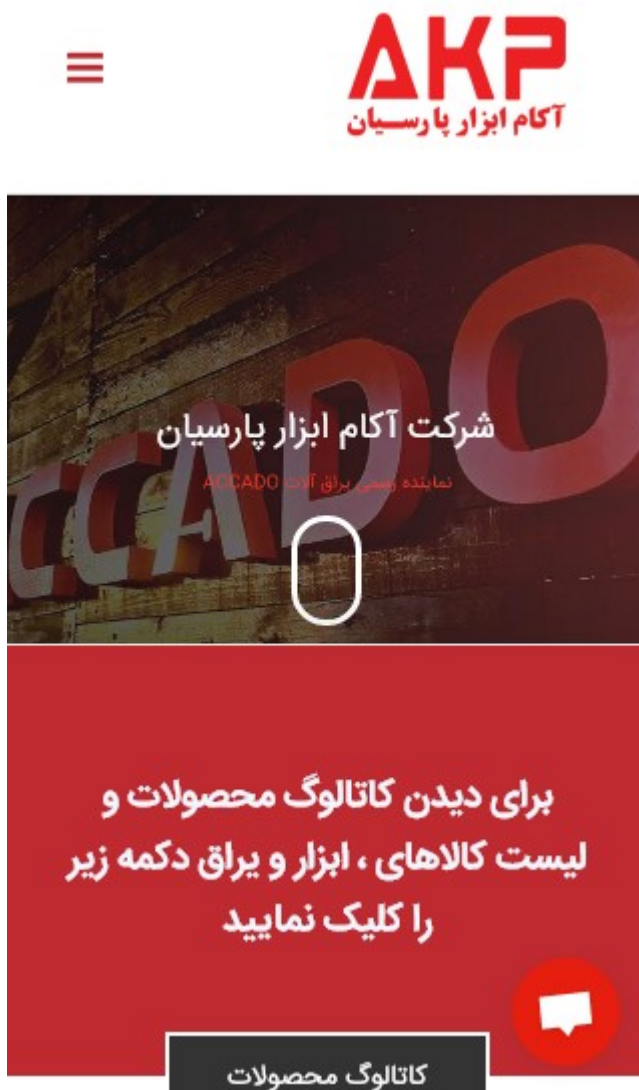 AKP
آکام ابزار پارسیان
CCADO
شرکت آکام ابزار پارسیان
نماینده رسمی یراق آلات ACCADO
برای دیدن کاتالوگ محصولات و
لیست کالاهای ، ابزار و یراق دکمه زیر
را کلیک نمایید
کاتالوگ محصولات